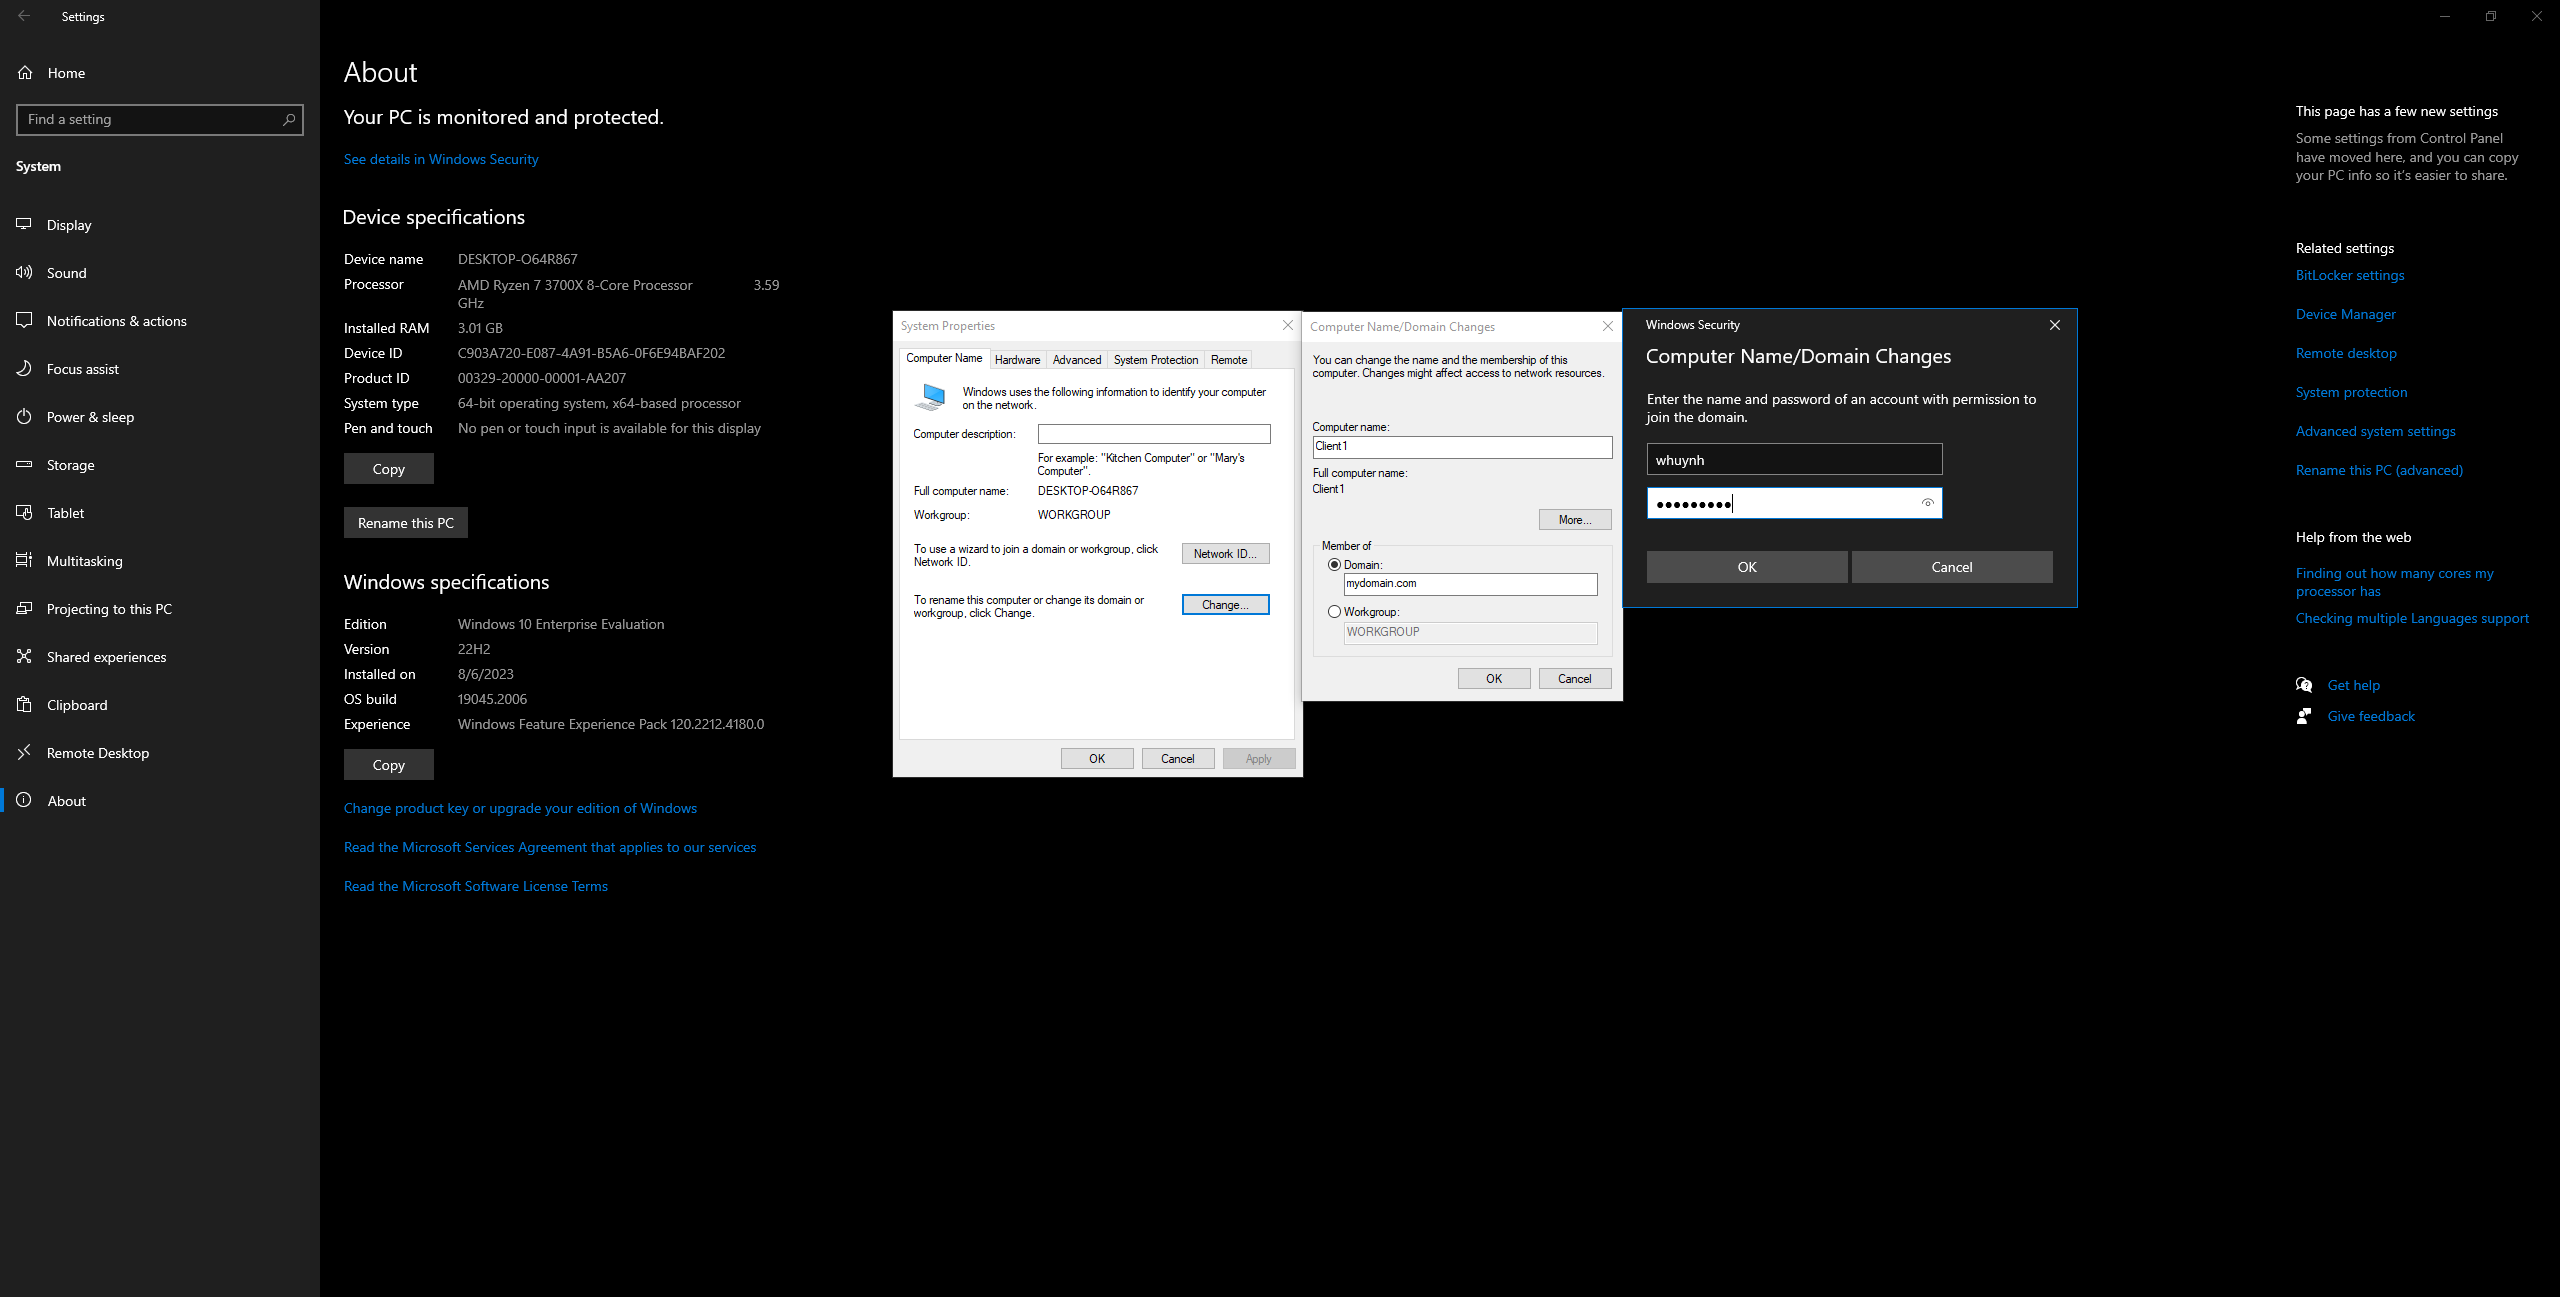 Settings
Home
Find a setting
System
Display
Sound
Notifications & actions
Focus assist
Power & sleep
Storage
Tablet
Multitasking
Projecting to this PC
Shared experiences
Clipboard
Remote Desktop
About
About
Your PC is monitored and protected.
See details in Windows Security
Device specifications
Device name DESKTOP-O64R867
Processor AMD Ryzen 7 3700X 8-Core Processor 3.59
GHz
Installed RAM 3.01 GB
Device ID C903A720-E087-4A91-B5A6-0F6E94BAF202
Product ID 00329-20000-00001-AA207
System type 64-bit operating system, x64-based processor
Pen and touch No pen or touch input is available for this display
Copy
Rename this PC
Windows specifications
Edition Windows 10 Enterprise Evaluation
Version 22H2
Installed on 8/6/2023
OS build 19045.2006
Experience Windows Feature Experience Pack 120.2212.4180.0
Copy
Change product key or upgrade your edition of Windows
Read the Microsoft Services Agreement that applies to our services
Read the Microsoft Software License Terms
System Properties
Computer Name Hardware Advanced System Protection Remote
Windows uses the following information to identify your computer
on the network.
Computer description:
For example: "Kitchen Computer" or "Mary's
Computer".
Full computer name: DESKTOP-O64R867
Workgroup: WORKGROUP
To use a wizard to join a domain or workgroup, click
Network ID.
Network ID...
To rename this computer or change its domain or
workgroup, click Change.
Change...
OK Cancel Apply
Computer Name/Domain Changes
You can change the name and the membership of this
computer. Changes might affect access to network resources.
Computer name:
Client1
Full computer name:
Client1
More...
Member of
Domain:
mydomain.com
Workgroup:
WORKGROUP
OK Cancel
Windows Security
Computer Name/Domain Changes
Enter the name and password of an account with permission to
join the domain.
whuynh
●●●●●●●●●
OK Cancel
This page has a few new settings
Some settings from Control Panel
have moved here, and you can copy
your PC info so it's easier to share.
Related settings
BitLocker settings
Device Manager
Remote desktop
System protection
Advanced system settings
Rename this PC (advanced)
Help from the web
Finding out how many cores my
processor has
Checking multiple Languages support
Get help
Give feedback